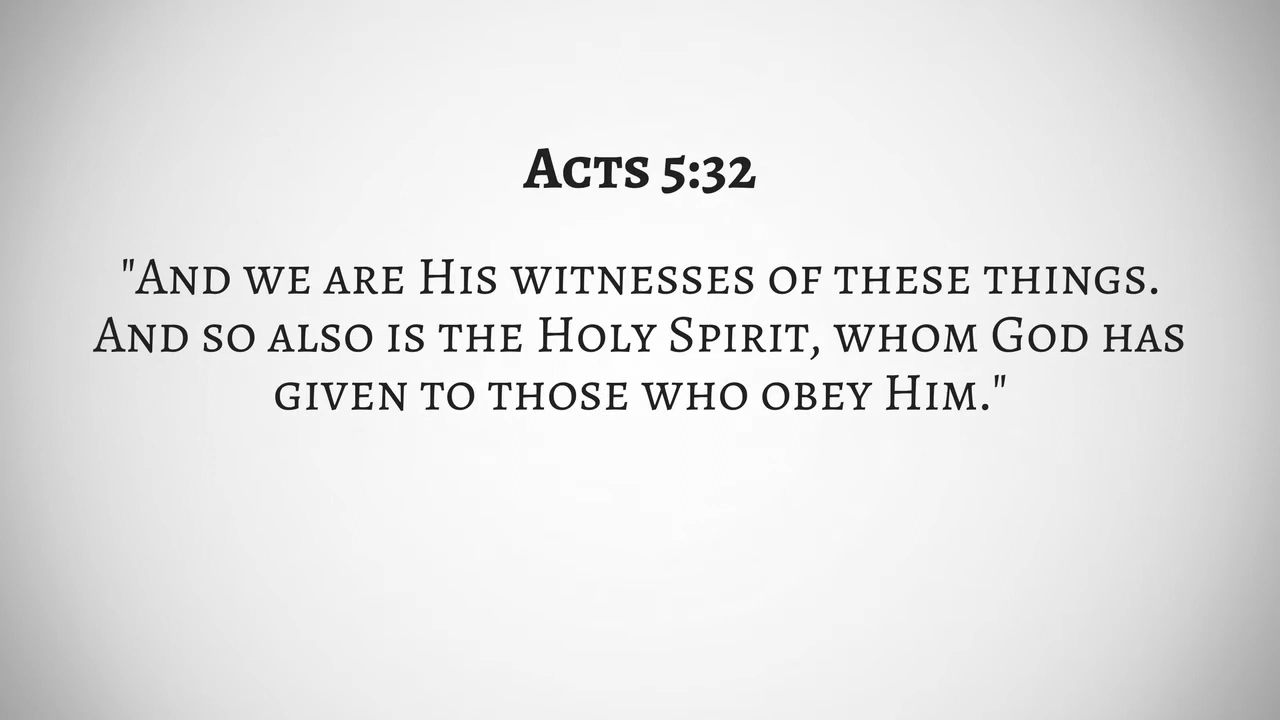 Acts 5:32
"And we are His witnesses of these things.
And so also is the Holy Spirit, whom God has
given to those who obey Him."